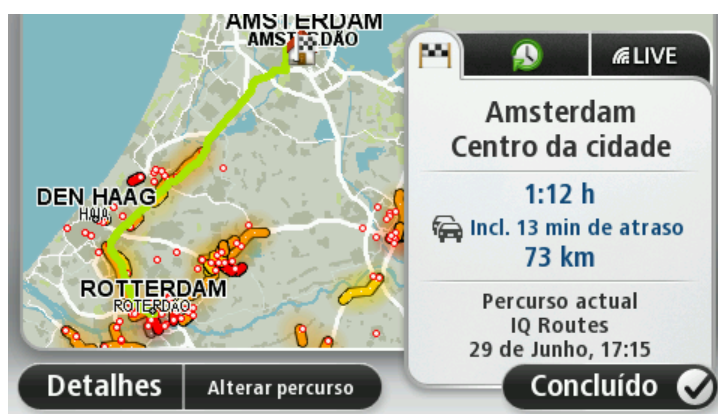 AMSTERDAM
AMSTERDÃO
DEN HAAG
HAIA
ROTTERDAM
ROTERDÃO
LIVE
Amsterdam
Centro da cidade
1:12 h
Incl. 13 min de atraso
73 km
Percurso actual
IQ Routes
29 de Junho, 17:15
Detalhes
Alterar percurso
Concluído